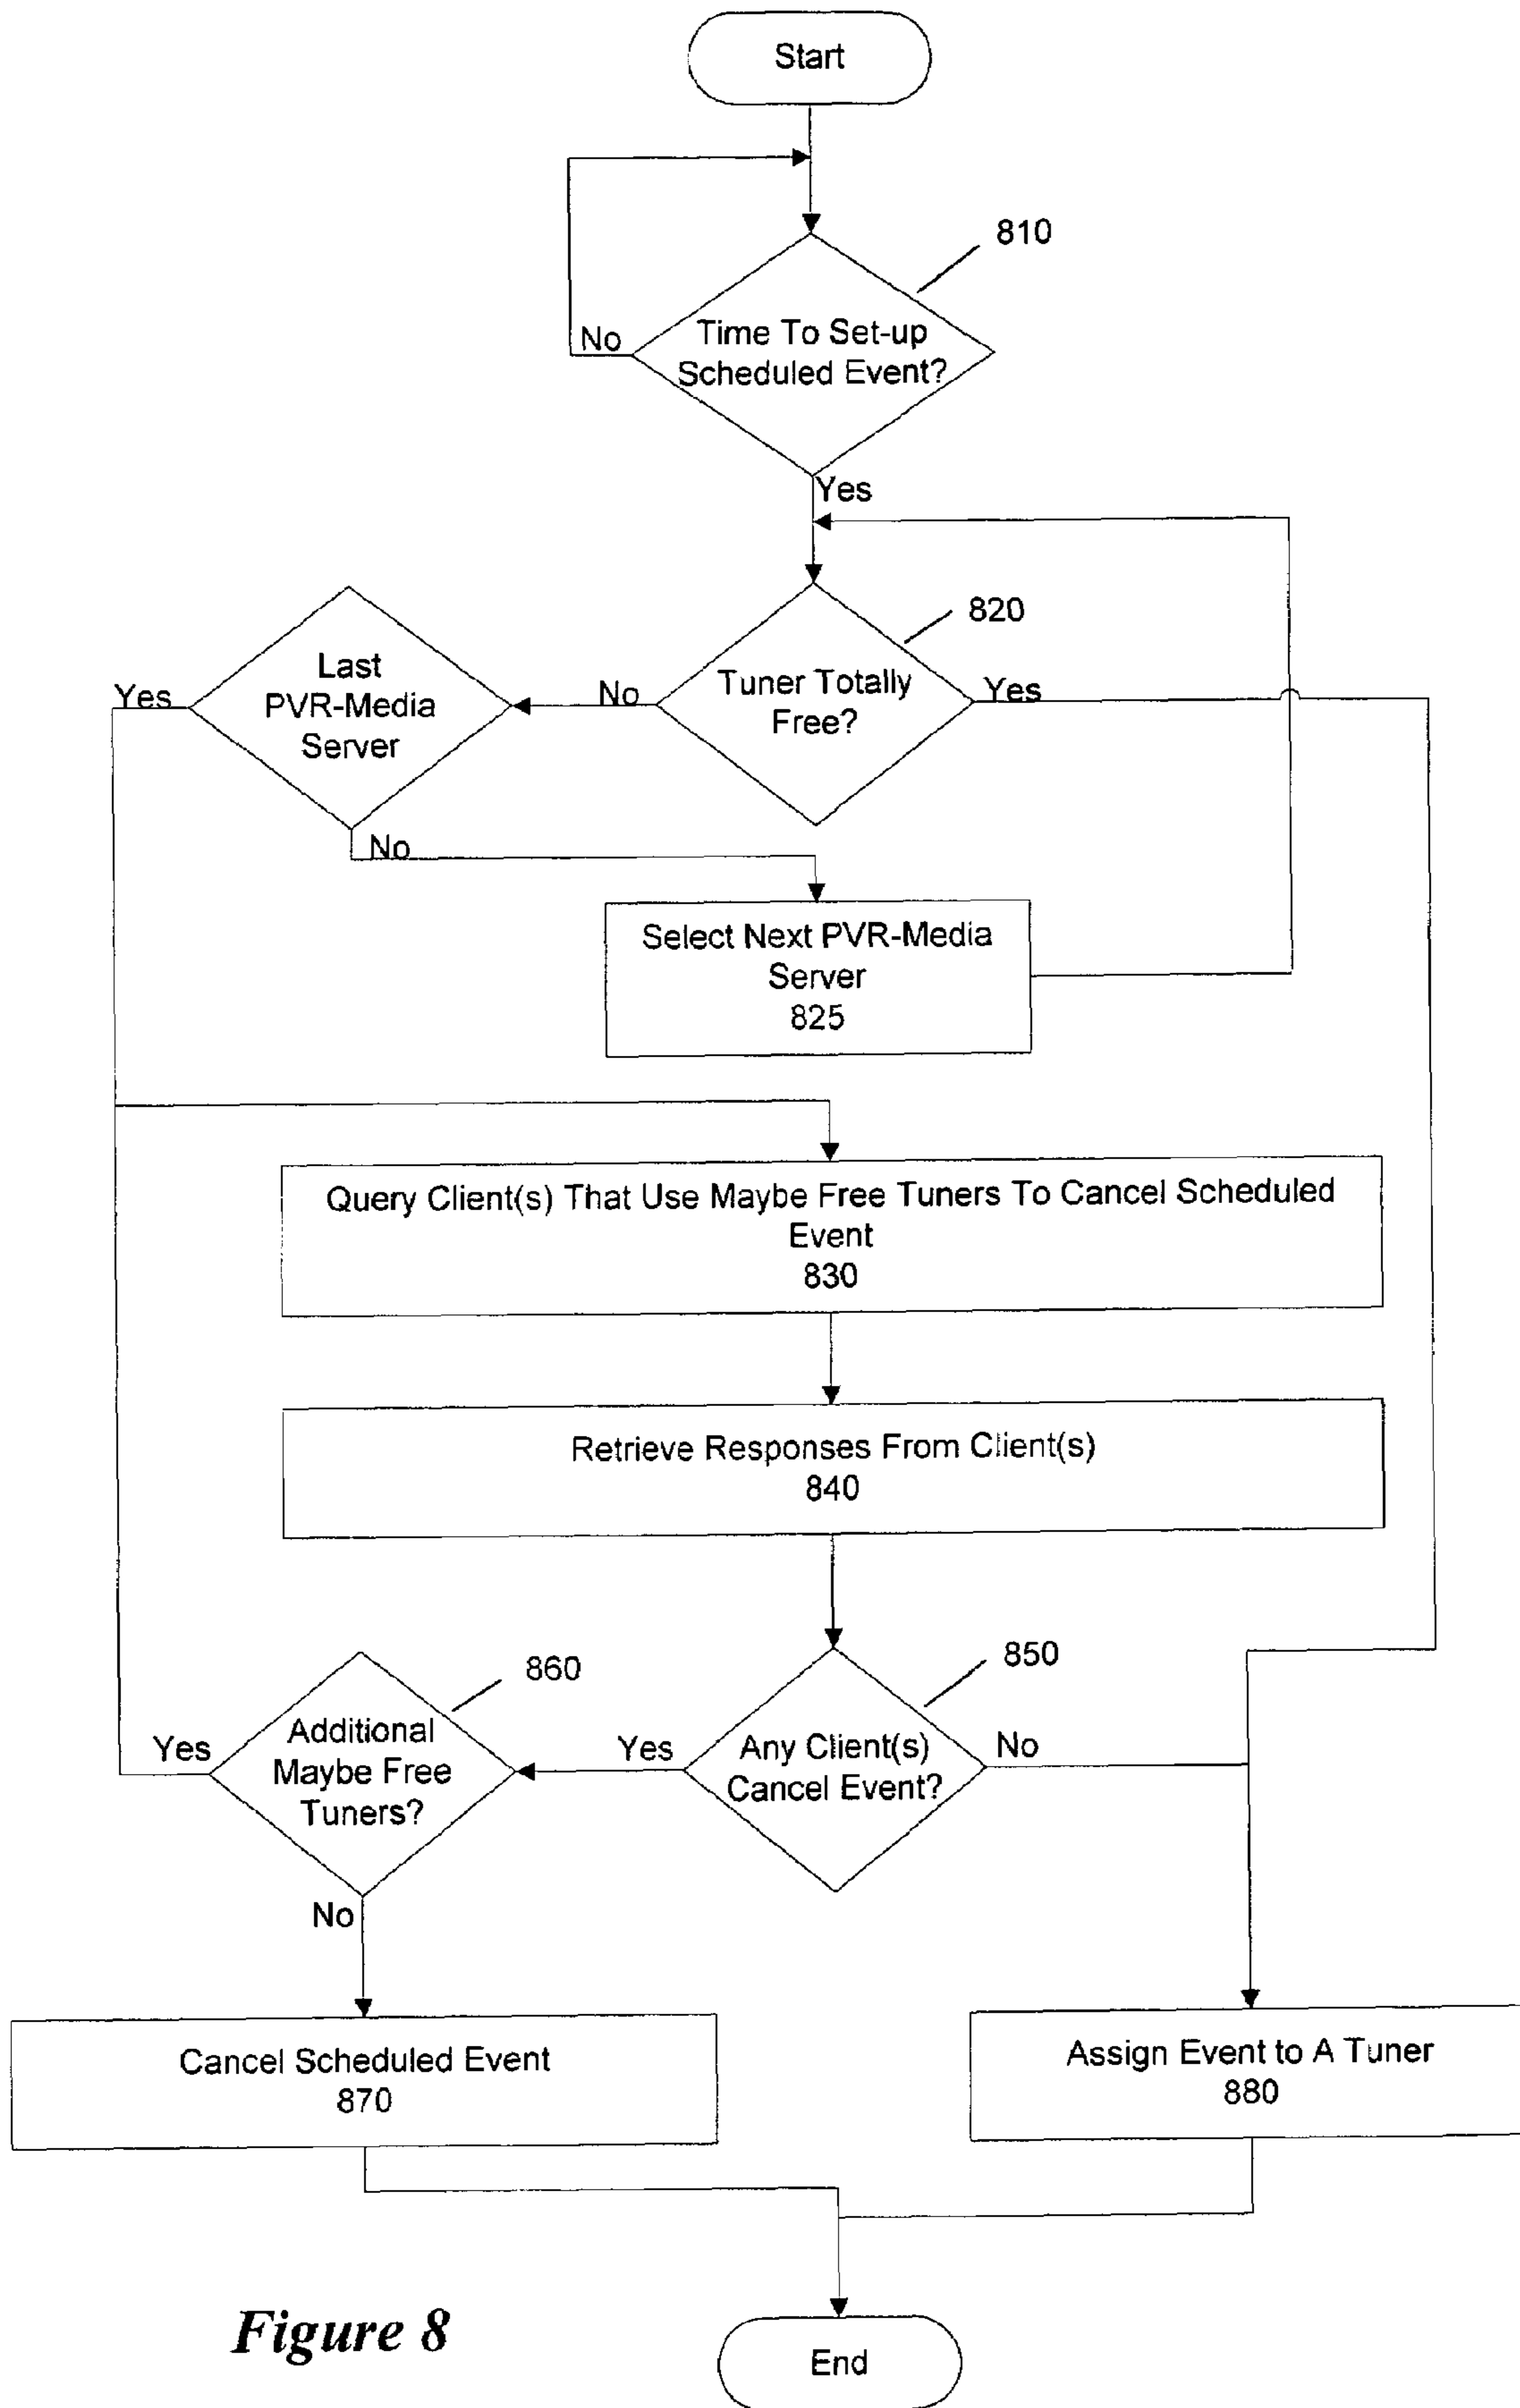 Start
810
No
Time To Set-up
Scheduled Event?
Yes
820
Last
PVR-Media
Server
Yes
No
Tuner Totally
Free?
Yes
No
Select Next PVR-Media
Server
825
Query Client(s) That Use Maybe Free Tuners To Cancel Scheduled
Event
830
Retrieve Responses From Client(s)
840
860
850
Additional
Maybe Free
Tuners?
Yes
Yes
Any Client(s)
Cancel Event?
No
No
Cancel Scheduled Event
870
Assign Event to A Tuner
880
Figure 8
End